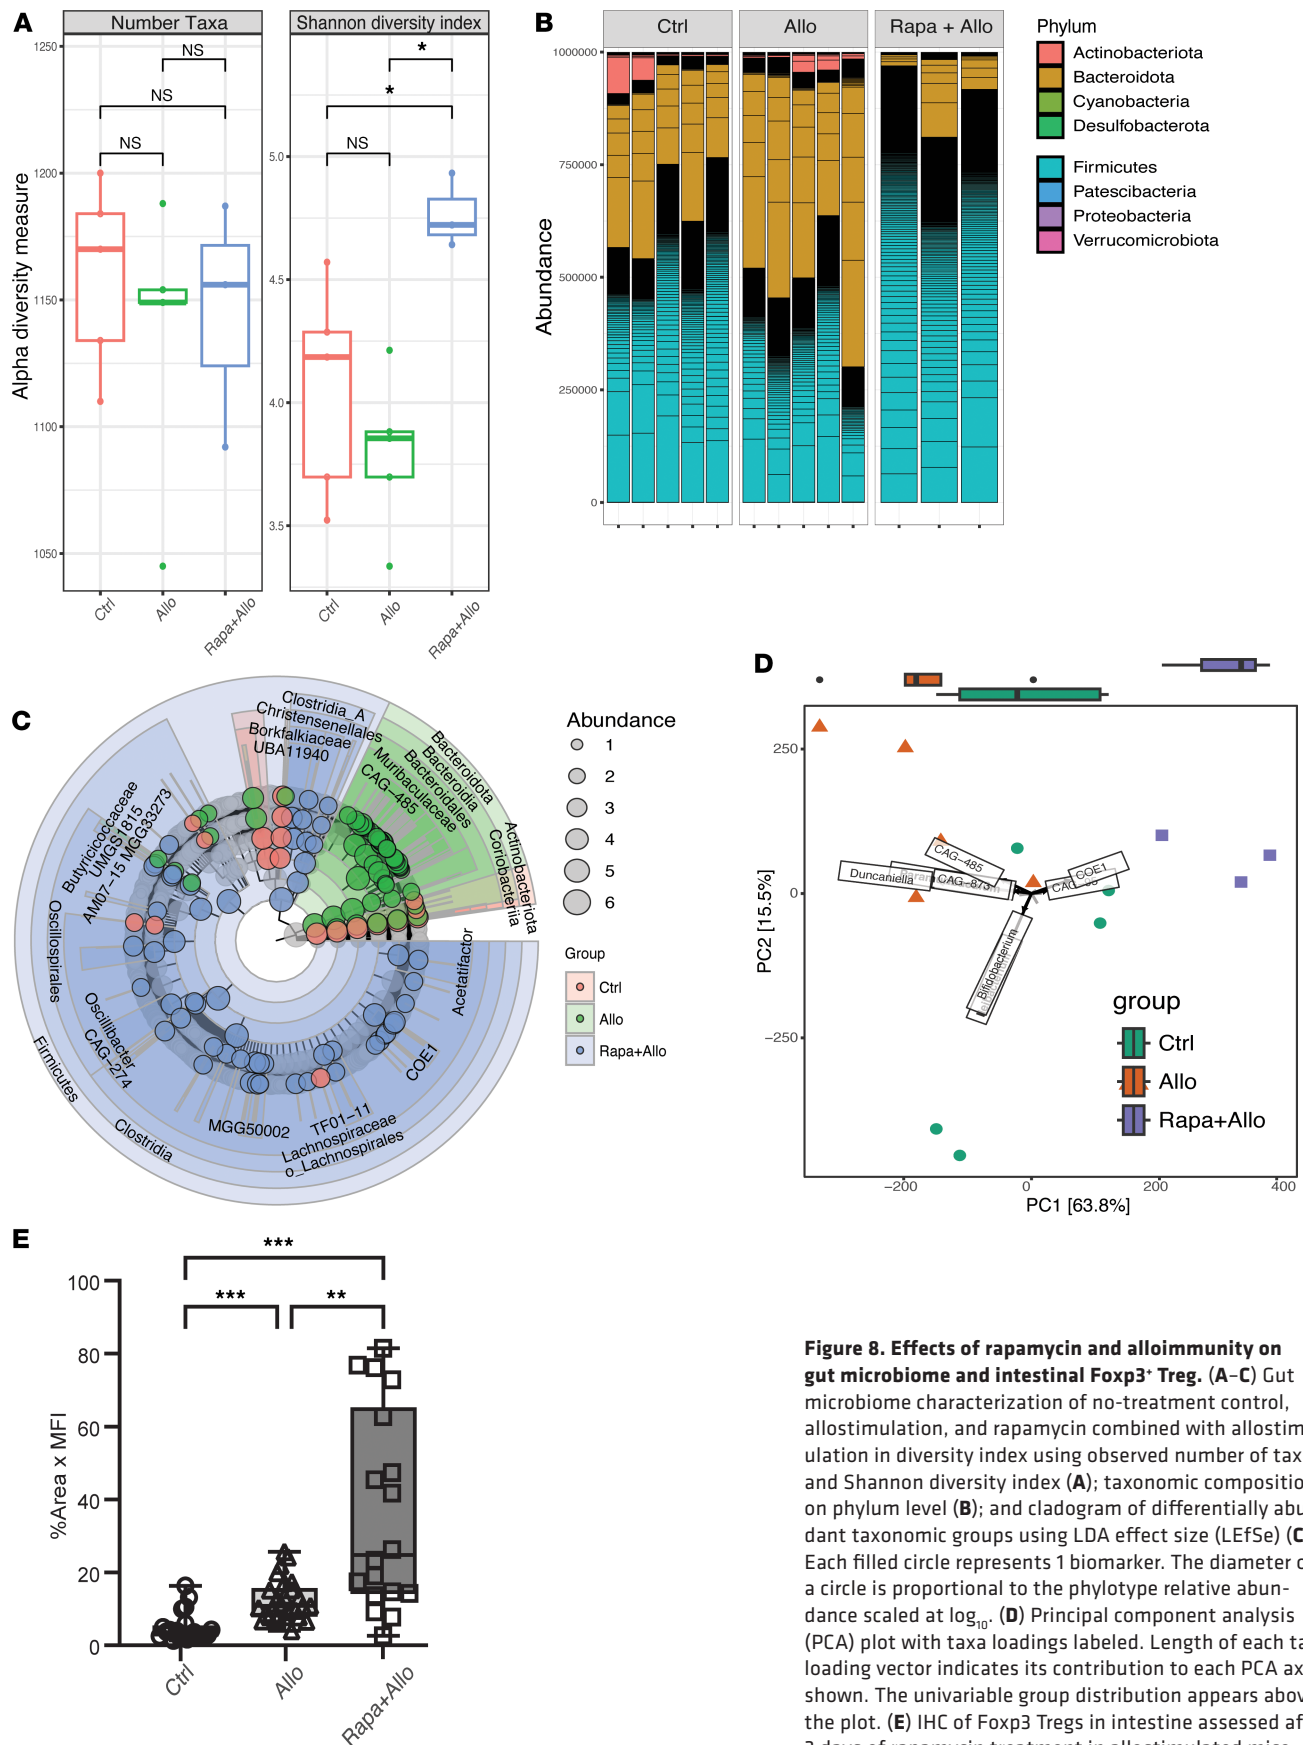 A
Number Taxa
Shannon diversity index
Alpha diversity measure
1250
1200
1150
1100
1050
NS
NS
NS
5.0
4.5
4.0
3.5
*
*
NS
Ctrl
Allo
Rapa+Allo
Ctrl
Allo
Rapa+Allo
B
Ctrl
Allo
Rapa + Allo
Abundance
1000000
750000
500000
250000
0
Phylum
Actinobacteriota
Bacteroidota
Cyanobacteria
Desulfobacterota
Firmicutes
Patescibacteria
Proteobacteria
Verrucomicrobiota
C
Clostridia_A
Christensenellales
Borkfalkiaceae
UBA11940
Bacteroidota
Bacteroidia
Bacteroidales
Muribaculaceae
CAG-485
Actinobacteriota
Coriobacteriia
Butyricicoccaceae
UMGS1815
AM07-15 MGG33273
Oscillospirales
Oscillibacter
CAG-274
Firmicutes
Clostridia
MGG50002
TF01-11
Lachnospiraceae
o_Lachnospirales
COE1
Acetatifactor
Abundance
1
2
3
4
5
6
Group
Ctrl
Allo
Rapa+Allo
D
PC2 [15.5%]
250
0
-250
CAG-485
Duncaniella
CAG-873
COE1
Bifidobacterium
group
Ctrl
Allo
Rapa+Allo
-200
0
200
400
PC1 [63.8%]
E
***
***
**
%Area x MFI
100
80
60
40
20
0
Ctrl
Allo
Rapa+Allo
Figure 8. Effects of rapamycin and alloimmunity on
gut microbiome and intestinal Foxp3+ Treg. (A–C) Gut
microbiome characterization of no-treatment control,
allostimulation, and rapamycin combined with allostim
ulation in diversity index using observed number of tax
and Shannon diversity index (A); taxonomic compositio
on phylum level (B); and cladogram of differentially abu
dant taxonomic groups using LDA effect size (LEfSe) (C
Each filled circle represents 1 biomarker. The diameter o
a circle is proportional to the phylotype relative abun-
dance scaled at log10. (D) Principal component analysis
(PCA) plot with taxa loadings labeled. Length of each ta
loading vector indicates its contribution to each PCA ax
shown. The univariable group distribution appears abov
the plot. (E) IHC of Foxp3 Tregs in intestine assessed af